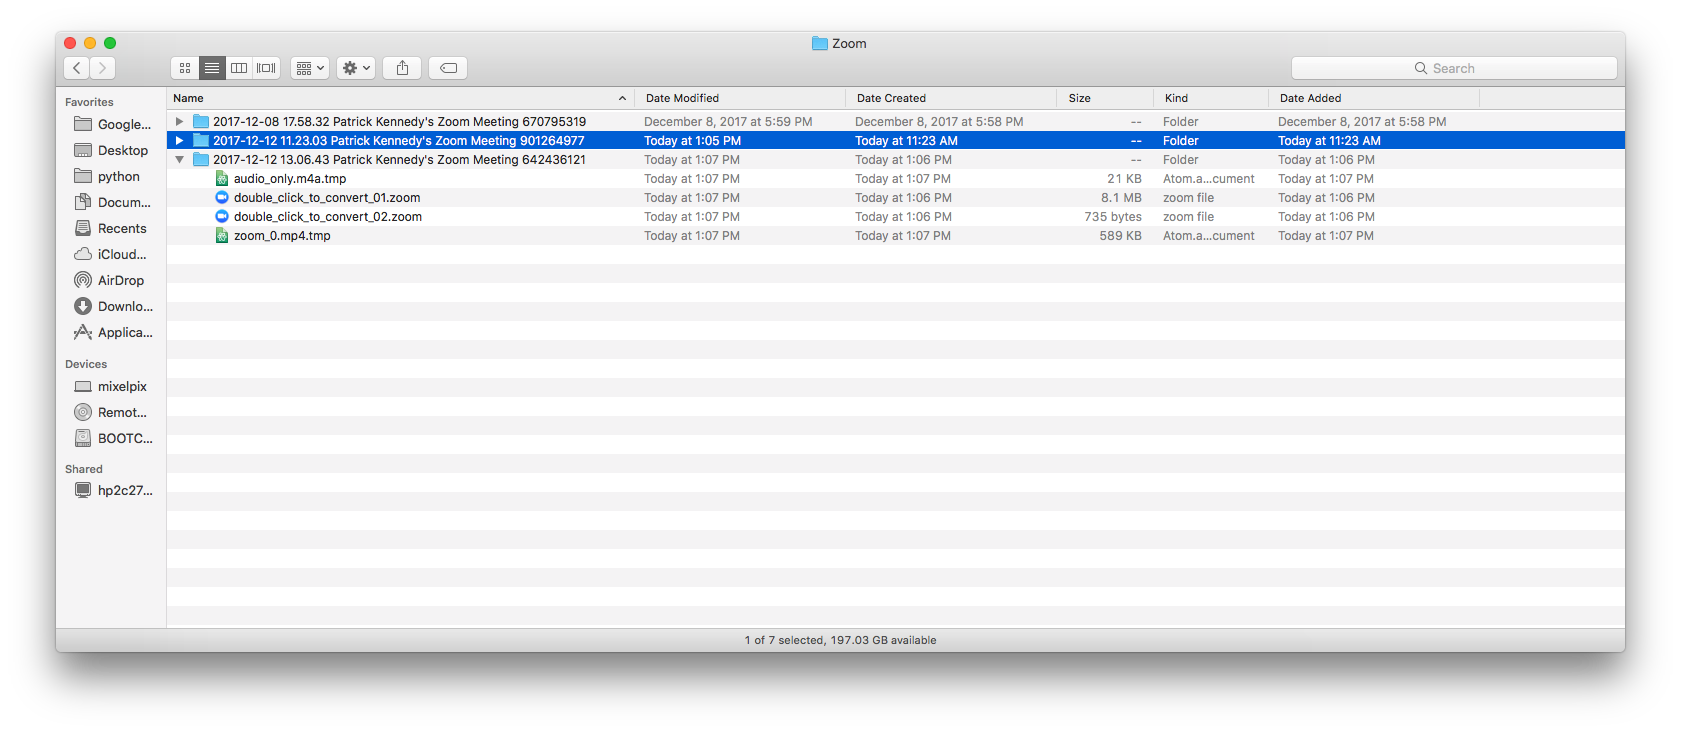 Zoom
Search
Favorites
Google...
Desktop
python
Docum...
Recents
iCloud...
AirDrop
Downlo...
Applica...
Devices
mixelpix
Remot...
BOOTC...
Shared
hp2c27...
Name Date Modified Date Created Size Kind Date Added
2017-12-08 17.58.32 Patrick Kennedy's Zoom Meeting 670795319 December 8, 2017 at 5:59 PM December 8, 2017 at 5:58 PM -- Folder December 8, 2017 at 5:58 PM
2017-12-12 11.23.03 Patrick Kennedy's Zoom Meeting 901264977 Today at 1:05 PM Today at 11:23 AM -- Folder Today at 11:23 AM
2017-12-12 13.06.43 Patrick Kennedy's Zoom Meeting 642436121 Today at 1:07 PM Today at 1:06 PM -- Folder Today at 1:06 PM
audio_only.m4a.tmp Today at 1:07 PM Today at 1:07 PM 21 KB Atom.a...cument Today at 1:07 PM
double_click_to_convert_01.zoom Today at 1:07 PM Today at 1:06 PM 8.1 MB zoom file Today at 1:06 PM
double_click_to_convert_02.zoom Today at 1:07 PM Today at 1:06 PM 735 bytes zoom file Today at 1:06 PM
zoom_0.mp4.tmp Today at 1:07 PM Today at 1:07 PM 589 KB Atom.a...cument Today at 1:07 PM
1 of 7 selected, 197.03 GB available